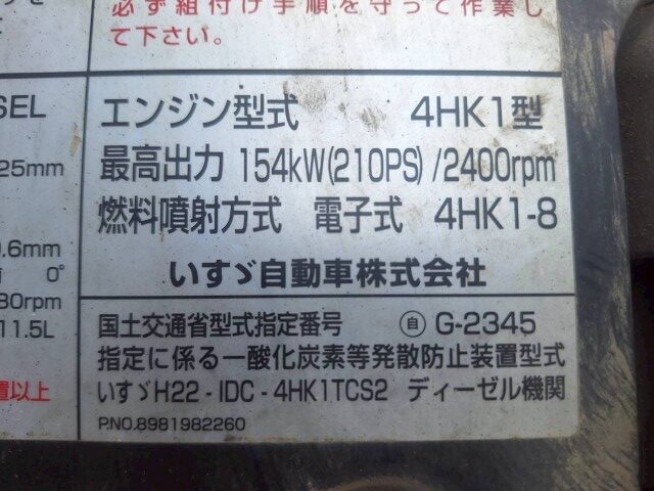 必ず組付け手順を守って作業し
て下さい。
SEL
エンジン型式 4HK1型
25mm
最高出力 154kW(210PS) /2400rpm
燃料噴射方式 電子式 4HK1-8
.6mm
0°
いすゞ自動車株式会社
80rpm
11.5L
国土交通省型式指定番号 ㊂ G-2345
指定に係る一酸化炭素等発散防止装置型式
置以上
いすゞH22 - IDC - 4HK1TCS2 ディーゼル機関
P.NO.8981982260